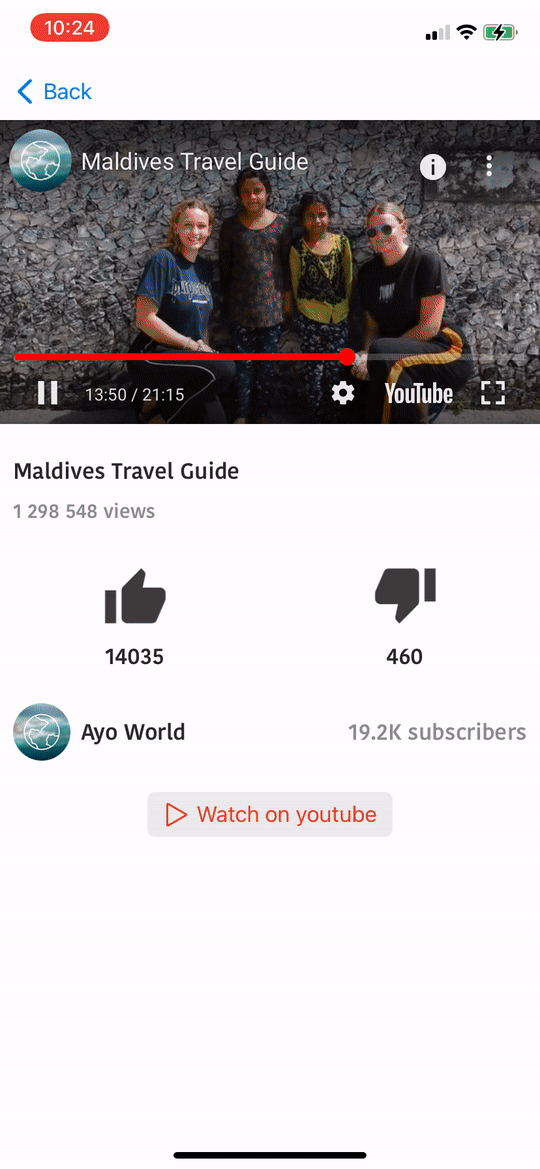 10:24
Back
Maldives Travel Guide
13:50 / 21:15
YouTube
Maldives Travel Guide
1 298 548 views
14035
460
Ayo World
19.2K subscribers
Watch on youtube